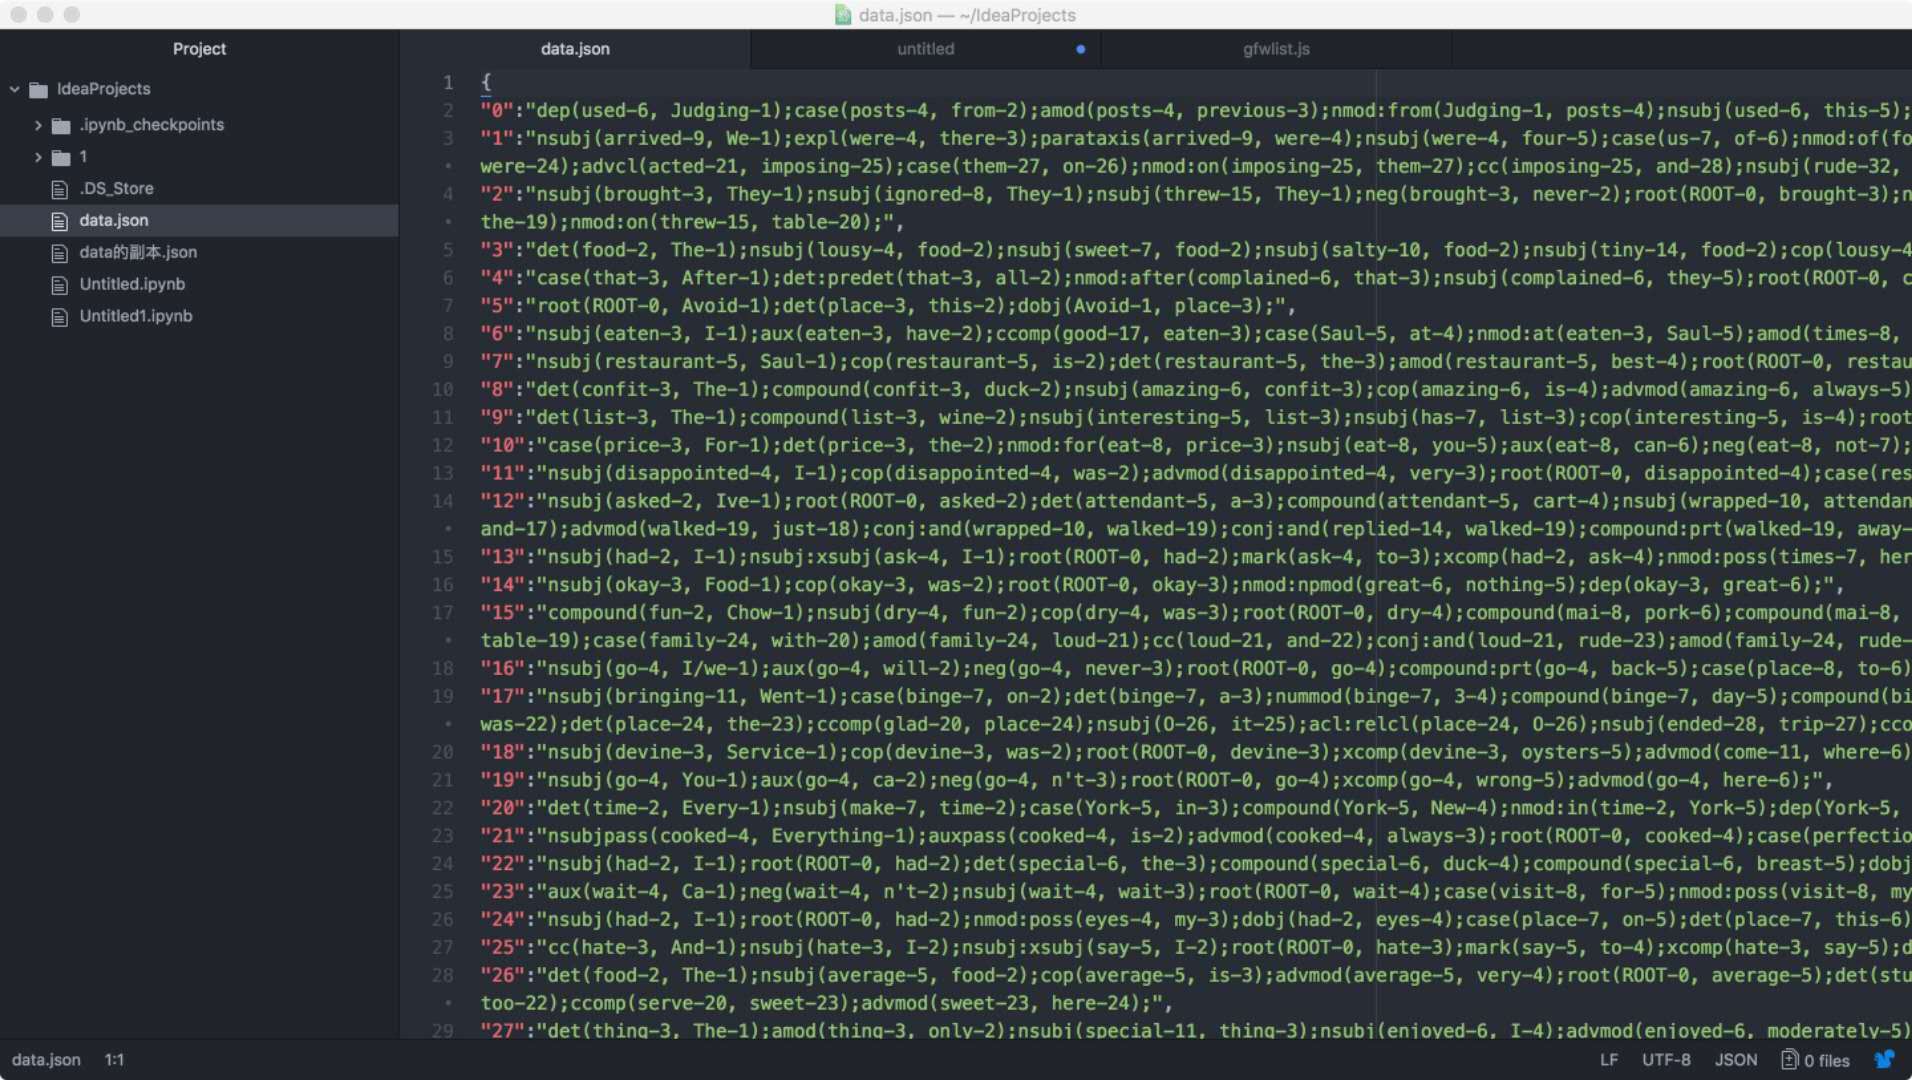 data.json — ~/IdeaProjects
Project
data.json
untitled
gfwlist.js
IdeaProjects
.ipynb_checkpoints
1
.DS_Store
data.json
data的副本.json
Untitled.ipynb
Untitled1.ipynb
1 {
2 "0":"dep(used-6, Judging-1);case(posts-4, from-2);amod(posts-4, previous-3);nmod:from(Judging-1, posts-4);nsubj(used-6, this-5);
3 "1":"nsubj(arrived-9, We-1);expl(were-4, there-3);parataxis(arrived-9, were-4);nsubj(were-4, four-5);case(us-7, of-6);nmod:of(fo
• were-24);advcl(acted-21, imposing-25);case(them-27, on-26);nmod:on(imposing-25, them-27);cc(imposing-25, and-28);nsubj(rude-32,
4 "2":"nsubj(brought-3, They-1);nsubj(ignored-8, They-1);nsubj(threw-15, They-1);neg(brought-3, never-2);root(ROOT-0, brought-3);n
• the-19);nmod:on(threw-15, table-20);",
5 "3":"det(food-2, The-1);nsubj(lousy-4, food-2);nsubj(sweet-7, food-2);nsubj(salty-10, food-2);nsubj(tiny-14, food-2);cop(lousy-4
6 "4":"case(that-3, After-1);det:predet(that-3, all-2);nmod:after(complained-6, that-3);nsubj(complained-6, they-5);root(ROOT-0, c
7 "5":"root(ROOT-0, Avoid-1);det(place-3, this-2);dobj(Avoid-1, place-3);",
8 "6":"nsubj(eaten-3, I-1);aux(eaten-3, have-2);ccomp(good-17, eaten-3);case(Saul-5, at-4);nmod:at(eaten-3, Saul-5);amod(times-8,
9 "7":"nsubj(restaurant-5, Saul-1);cop(restaurant-5, is-2);det(restaurant-5, the-3);amod(restaurant-5, best-4);root(ROOT-0, restau
10 "8":"det(confit-3, The-1);compound(confit-3, duck-2);nsubj(amazing-6, confit-3);cop(amazing-6, is-4);advmod(amazing-6, always-5)
11 "9":"det(list-3, The-1);compound(list-3, wine-2);nsubj(interesting-5, list-3);nsubj(has-7, list-3);cop(interesting-5, is-4);root
12 "10":"case(price-3, For-1);det(price-3, the-2);nmod:for(eat-8, price-3);nsubj(eat-8, you-5);aux(eat-8, can-6);neg(eat-8, not-7);
13 "11":"nsubj(disappointed-4, I-1);cop(disappointed-4, was-2);advmod(disappointed-4, very-3);root(ROOT-0, disappointed-4);case(res
14 "12":"nsubj(asked-2, Ive-1);root(ROOT-0, asked-2);det(attendant-5, a-3);compound(attendant-5, cart-4);nsubj(wrapped-10, attendan
• and-17);advmod(walked-19, just-18);conj:and(wrapped-10, walked-19);conj:and(replied-14, walked-19);compound:prt(walked-19, away-
15 "13":"nsubj(had-2, I-1);nsubj:xsubj(ask-4, I-1);root(ROOT-0, had-2);mark(ask-4, to-3);xcomp(had-2, ask-4);nmod:poss(times-7, her
16 "14":"nsubj(okay-3, Food-1);cop(okay-3, was-2);root(ROOT-0, okay-3);nmod:npmod(great-6, nothing-5);dep(okay-3, great-6);",
17 "15":"compound(fun-2, Chow-1);nsubj(dry-4, fun-2);cop(dry-4, was-3);root(ROOT-0, dry-4);compound(mai-8, pork-6);compound(mai-8,
• table-19);case(family-24, with-20);amod(family-24, loud-21);cc(loud-21, and-22);conj:and(loud-21, rude-23);amod(family-24, rude-
18 "16":"nsubj(go-4, I/we-1);aux(go-4, will-2);neg(go-4, never-3);root(ROOT-0, go-4);compound:prt(go-4, back-5);case(place-8, to-6)
19 "17":"nsubj(bringing-11, Went-1);case(binge-7, on-2);det(binge-7, a-3);nummod(binge-7, 3-4);compound(binge-7, day-5);compound(bi
• was-22);det(place-24, the-23);ccomp(glad-20, place-24);nsubj(O-26, it-25);acl:relcl(place-24, O-26);nsubj(ended-28, trip-27);cco
20 "18":"nsubj(devine-3, Service-1);cop(devine-3, was-2);root(ROOT-0, devine-3);xcomp(devine-3, oysters-5);advmod(come-11, where-6)
21 "19":"nsubj(go-4, You-1);aux(go-4, ca-2);neg(go-4, n't-3);root(ROOT-0, go-4);xcomp(go-4, wrong-5);advmod(go-4, here-6);",
22 "20":"det(time-2, Every-1);nsubj(make-7, time-2);case(York-5, in-3);compound(York-5, New-4);nmod:in(time-2, York-5);dep(York-5,
23 "21":"nsubjpass(cooked-4, Everything-1);auxpass(cooked-4, is-2);advmod(cooked-4, always-3);root(ROOT-0, cooked-4);case(perfectio
24 "22":"nsubj(had-2, I-1);root(ROOT-0, had-2);det(special-6, the-3);compound(special-6, duck-4);compound(special-6, breast-5);dobj
25 "23":"aux(wait-4, Ca-1);neg(wait-4, n't-2);nsubj(wait-4, wait-3);root(ROOT-0, wait-4);case(visit-8, for-5);nmod:poss(visit-8, my
26 "24":"nsubj(had-2, I-1);root(ROOT-0, had-2);nmod:poss(eyes-4, my-3);dobj(had-2, eyes-4);case(place-7, on-5);det(place-7, this-6)
27 "25":"cc(hate-3, And-1);nsubj(hate-3, I-2);nsubj:xsubj(say-5, I-2);root(ROOT-0, hate-3);mark(say-5, to-4);xcomp(hate-3, say-5);d
28 "26":"det(food-2, The-1);nsubj(average-5, food-2);cop(average-5, is-3);advmod(average-5, very-4);root(ROOT-0, average-5);det(stu
• too-22);ccomp(serve-20, sweet-23);advmod(sweet-23, here-24);",
29 "27":"det(thing-3, The-1);amod(thing-3, only-2);nsubj(special-11, thing-3);nsubj(enjoyed-6, I-4);advmod(enjoyed-6, moderately-5)
data.json 1:1
LF UTF-8 JSON 0 files